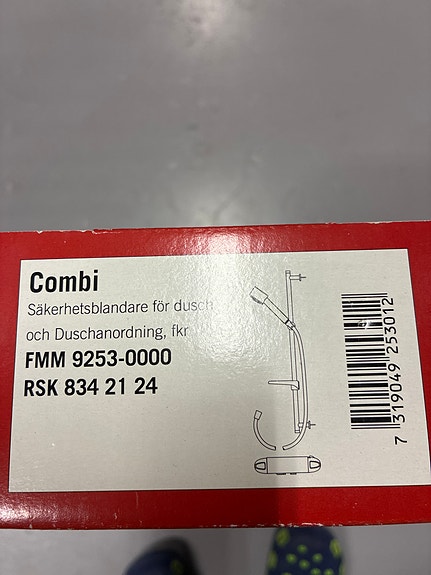 Combi
Säkerhetsblandare för dusch
och Duschanordning, fkr
FMM 9253-0000
RSK 834 21 24
7 319049 253012